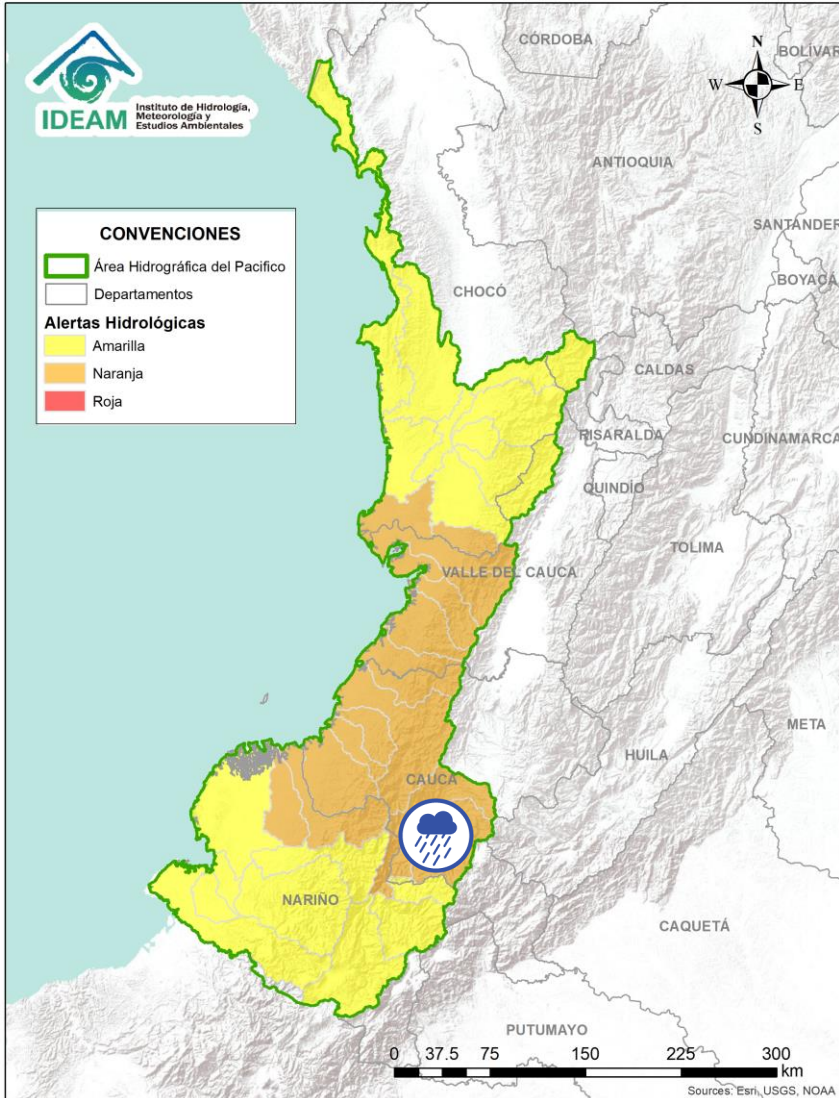 IDEAM
Instituto de Hidrología,
Meteorología y
Estudios Ambientales
N
W
E
S
CÓRDOBA
BOLÍVAR
ANTIOQUIA
SANTANDER
BOYACÁ
CHOCÓ
CALDAS
RISARALDA
CUNDINAMARCA
QUINDÍO
TOLIMA
VALLE DEL CAUCA
META
HUILA
CAUCA
NARIÑO
CAQUETÁ
PUTUMAYO
CONVENCIONES
Área Hidrográfica del Pacifico
Departamentos
Alertas Hidrológicas
Amarilla
Naranja
Roja
0 37.5 75 150 225 300
km
Sources: Esri, USGS, NOAA